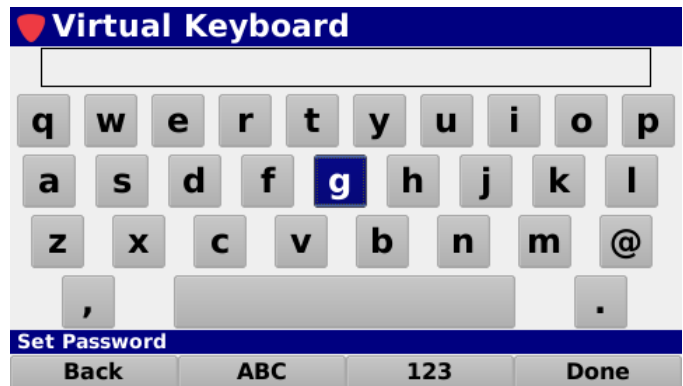 Virtual Keyboard
q w e r t y u i o p
a s d f g h j k l
z x c v b n m @
, .
Set Password
Back ABC 123 Done